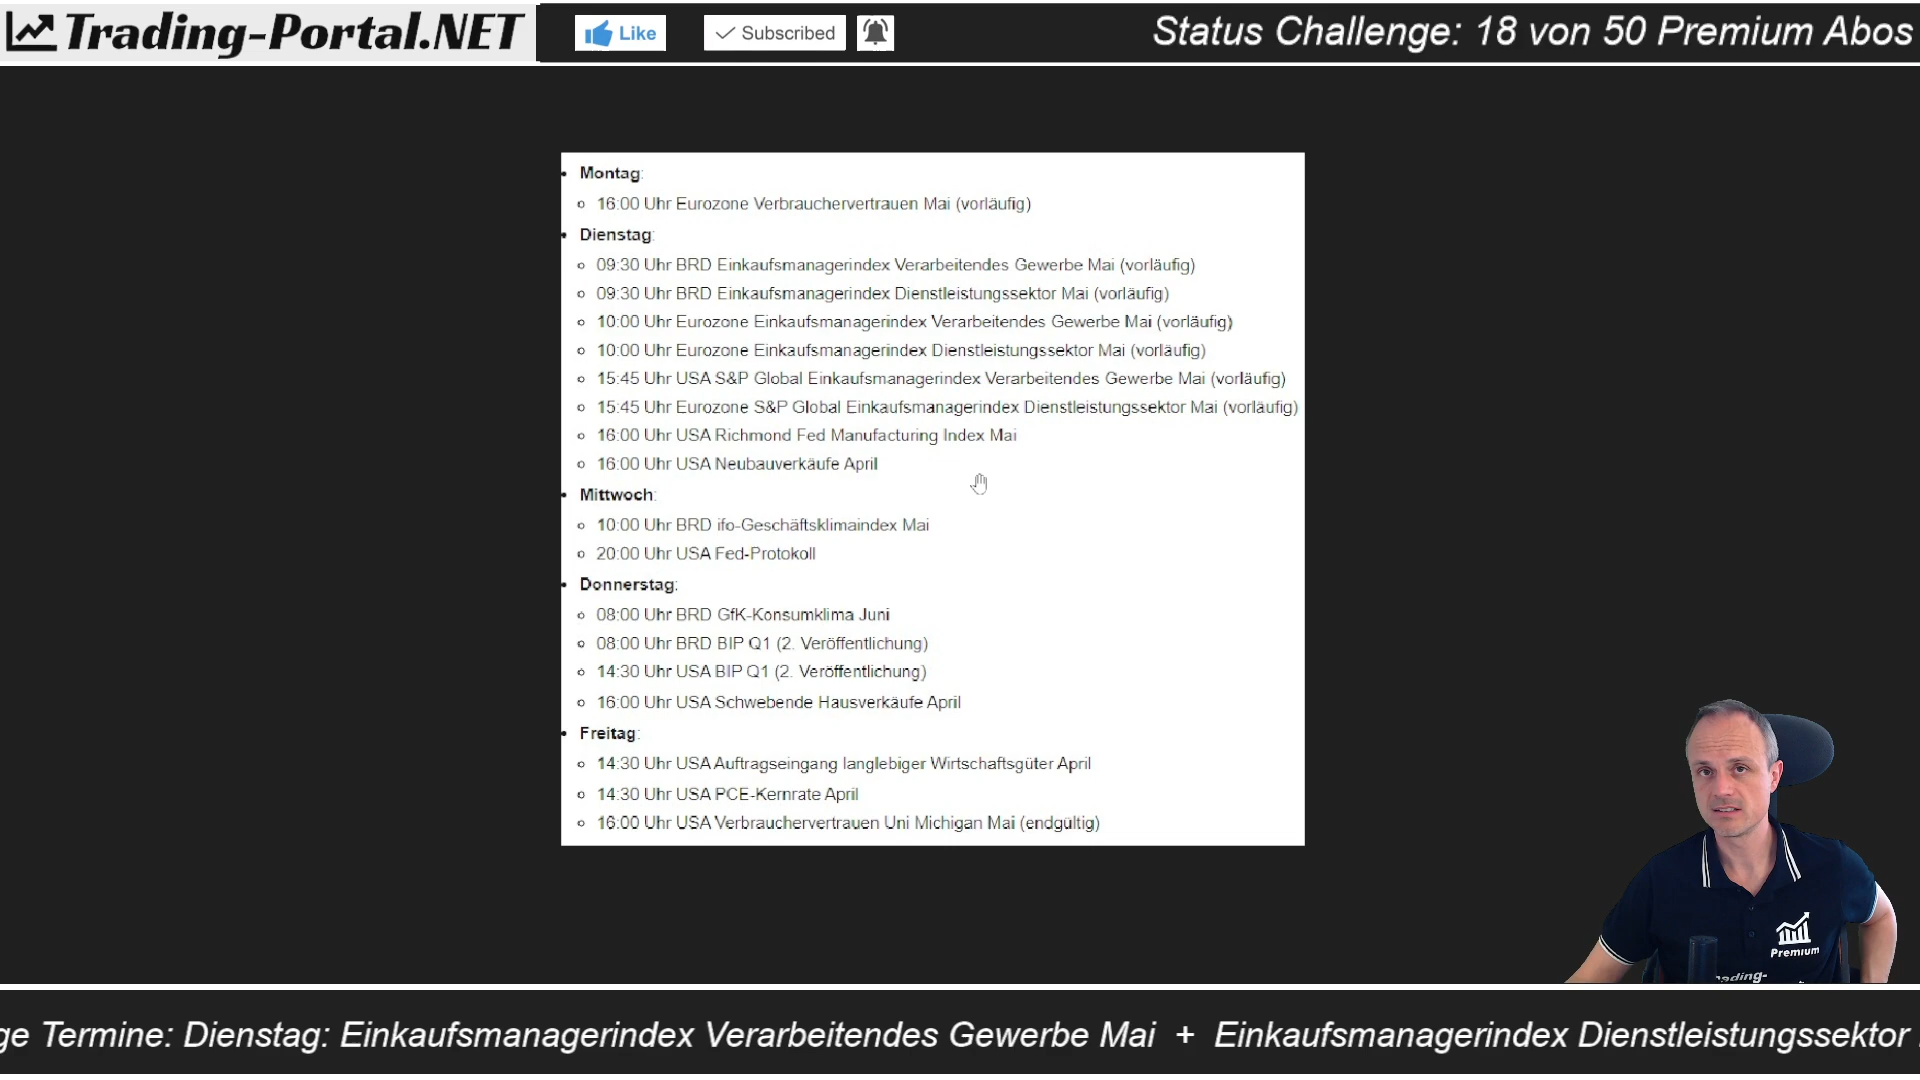 Trading-Portal.NET
Like
Subscribed
Status Challenge: 18 von 50 Premium Abos
Montag:
16:00 Uhr Eurozone Verbrauchervertrauen Mai (vorläufig)
Dienstag:
09:30 Uhr BRD Einkaufsmanagerindex Verarbeitendes Gewerbe Mai (vorläufig)
09:30 Uhr BRD Einkaufsmanagerindex Dienstleistungssektor Mai (vorläufig)
10:00 Uhr Eurozone Einkaufsmanagerindex Verarbeitendes Gewerbe Mai (vorläufig)
10:00 Uhr Eurozone Einkaufsmanagerindex Dienstleistungssektor Mai (vorläufig)
15:45 Uhr USA S&P Global Einkaufsmanagerindex Verarbeitendes Gewerbe Mai (vorläufig)
15:45 Uhr Eurozone S&P Global Einkaufsmanagerindex Dienstleistungssektor Mai (vorläufig)
16:00 Uhr USA Richmond Fed Manufacturing Index Mai
16:00 Uhr USA Neubauverkäufe April
Mittwoch:
10:00 Uhr BRD ifo-Geschäftsklimaindex Mai
20:00 Uhr USA Fed-Protokoll
Donnerstag:
08:00 Uhr BRD GfK-Konsumklima Juni
08:00 Uhr BRD BIP Q1 (2. Veröffentlichung)
14:30 Uhr USA BIP Q1 (2. Veröffentlichung)
16:00 Uhr USA Schwebende Hausverkäufe April
Freitag:
14:30 Uhr USA Auftragseingang langlebiger Wirtschaftsgüter April
14:30 Uhr USA PCE-Kernrate April
16:00 Uhr USA Verbrauchervertrauen Uni Michigan Mai (endgültig)
Premium
ading-
ge Termine: Dienstag: Einkaufsmanagerindex Verarbeitendes Gewerbe Mai + Einkaufsmanagerindex Dienstleistungssektor